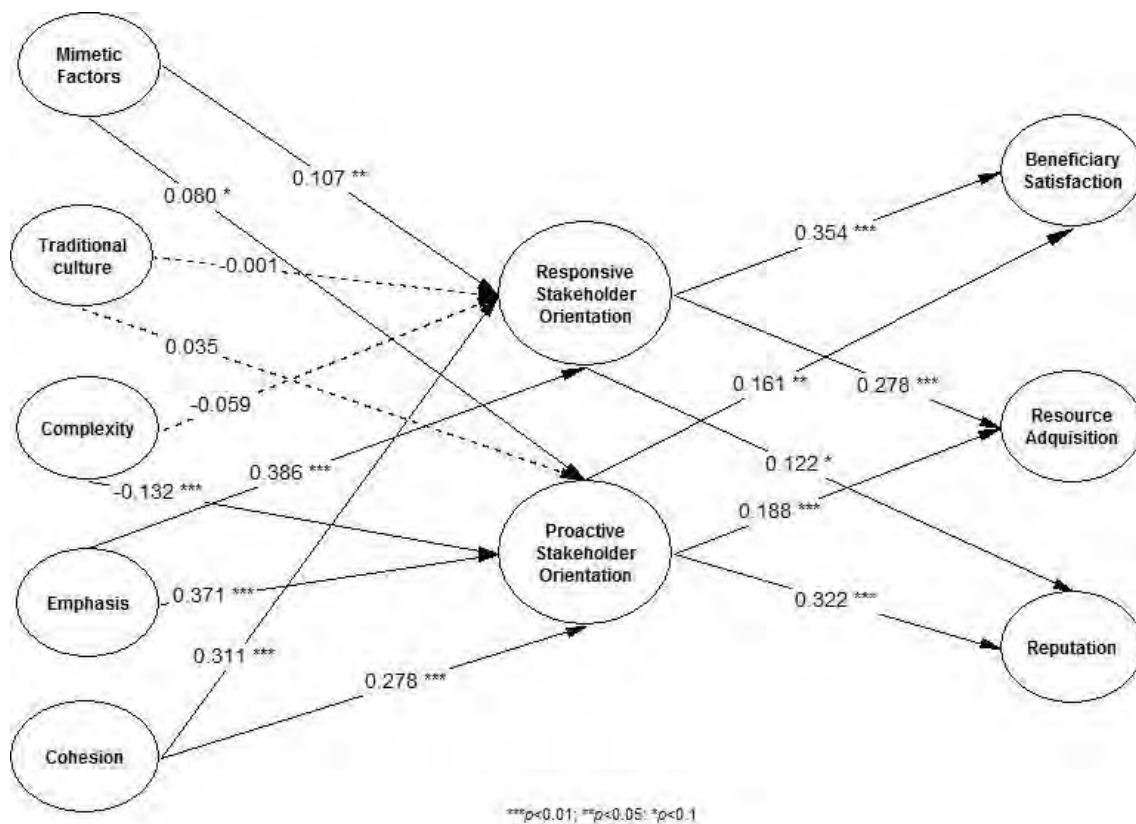 Mimetic
Factors
0.107 **
0.080 *
Beneficiary
Satisfaction
0.354 ***
Traditional
culture
-0.001
Responsive
Stakeholder
Orientation
0.035
0.161 **
0.278 ***
Complexity
-0.059
Resource
Adquisition
0.386 ***
0.122 *
-0.132 ***
0.188 ***
Proactive
Stakeholder
Orientation
Emphasis
0.371 ***
0.322 ***
0.311 ***
Reputation
0.278 ***
Cohesion
***p<0.01; **p<0.05: *p<0.1